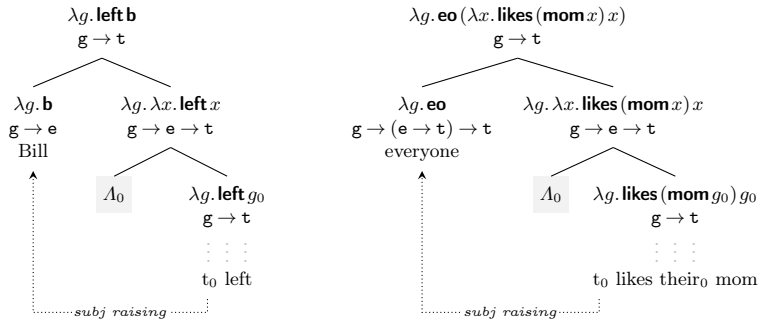 λg. left b
g → t
λg. b
g → e
Bill
λg. λx. left x
g → e → t
Λ₀
λg. left g₀
g → t
t₀ left
subj raising
λg. eo (λx. likes (mom x) x)
g → t
λg. eo
g → (e → t) → t
everyone
λg. λx. likes (mom x) x
g → e → t
Λ₀
λg. likes (mom g₀) g₀
g → t
t₀ likes their₀ mom
subj raising